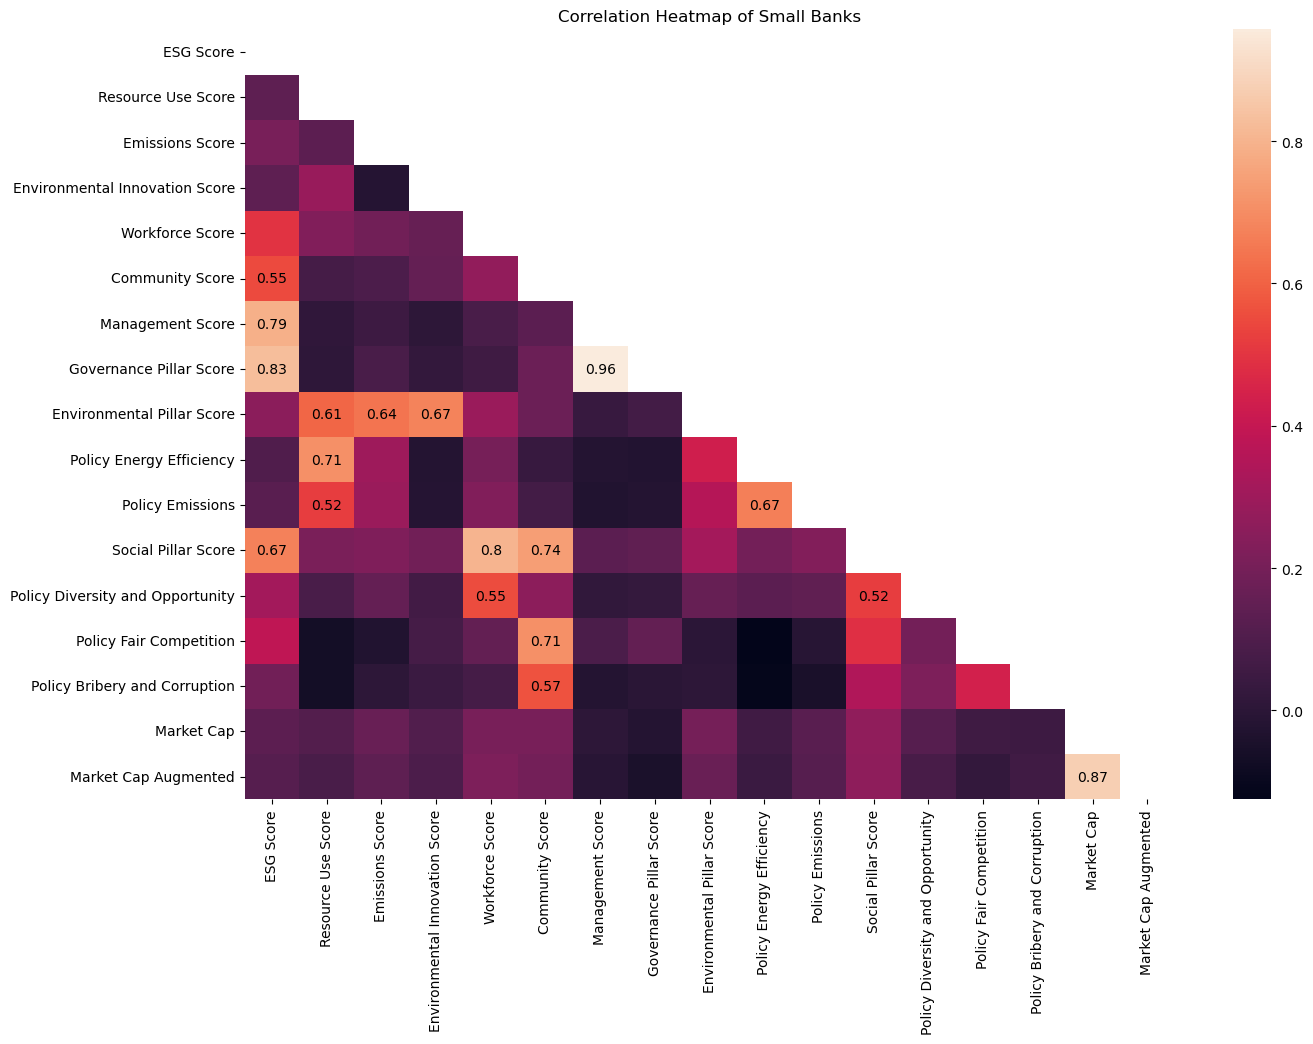 Correlation Heatmap of Small Banks
ESG Score
Resource Use Score
Emissions Score
Environmental Innovation Score
Workforce Score
Community Score
0.55
Management Score
0.79
Governance Pillar Score
0.83 0.96
Environmental Pillar Score
0.61 0.64 0.67
Policy Energy Efficiency
0.71
Policy Emissions
0.52 0.67
Social Pillar Score
0.67 0.8 0.74
Policy Diversity and Opportunity
0.55 0.52
Policy Fair Competition
0.71
Policy Bribery and Corruption
0.57
Market Cap
Market Cap Augmented
0.87
ESG Score
Resource Use Score
Emissions Score
Environmental Innovation Score
Workforce Score
Community Score
Management Score
Governance Pillar Score
Environmental Pillar Score
Policy Energy Efficiency
Policy Emissions
Social Pillar Score
Policy Diversity and Opportunity
Policy Fair Competition
Policy Bribery and Corruption
Market Cap
Market Cap Augmented
0.8
0.6
0.4
0.2
0.0